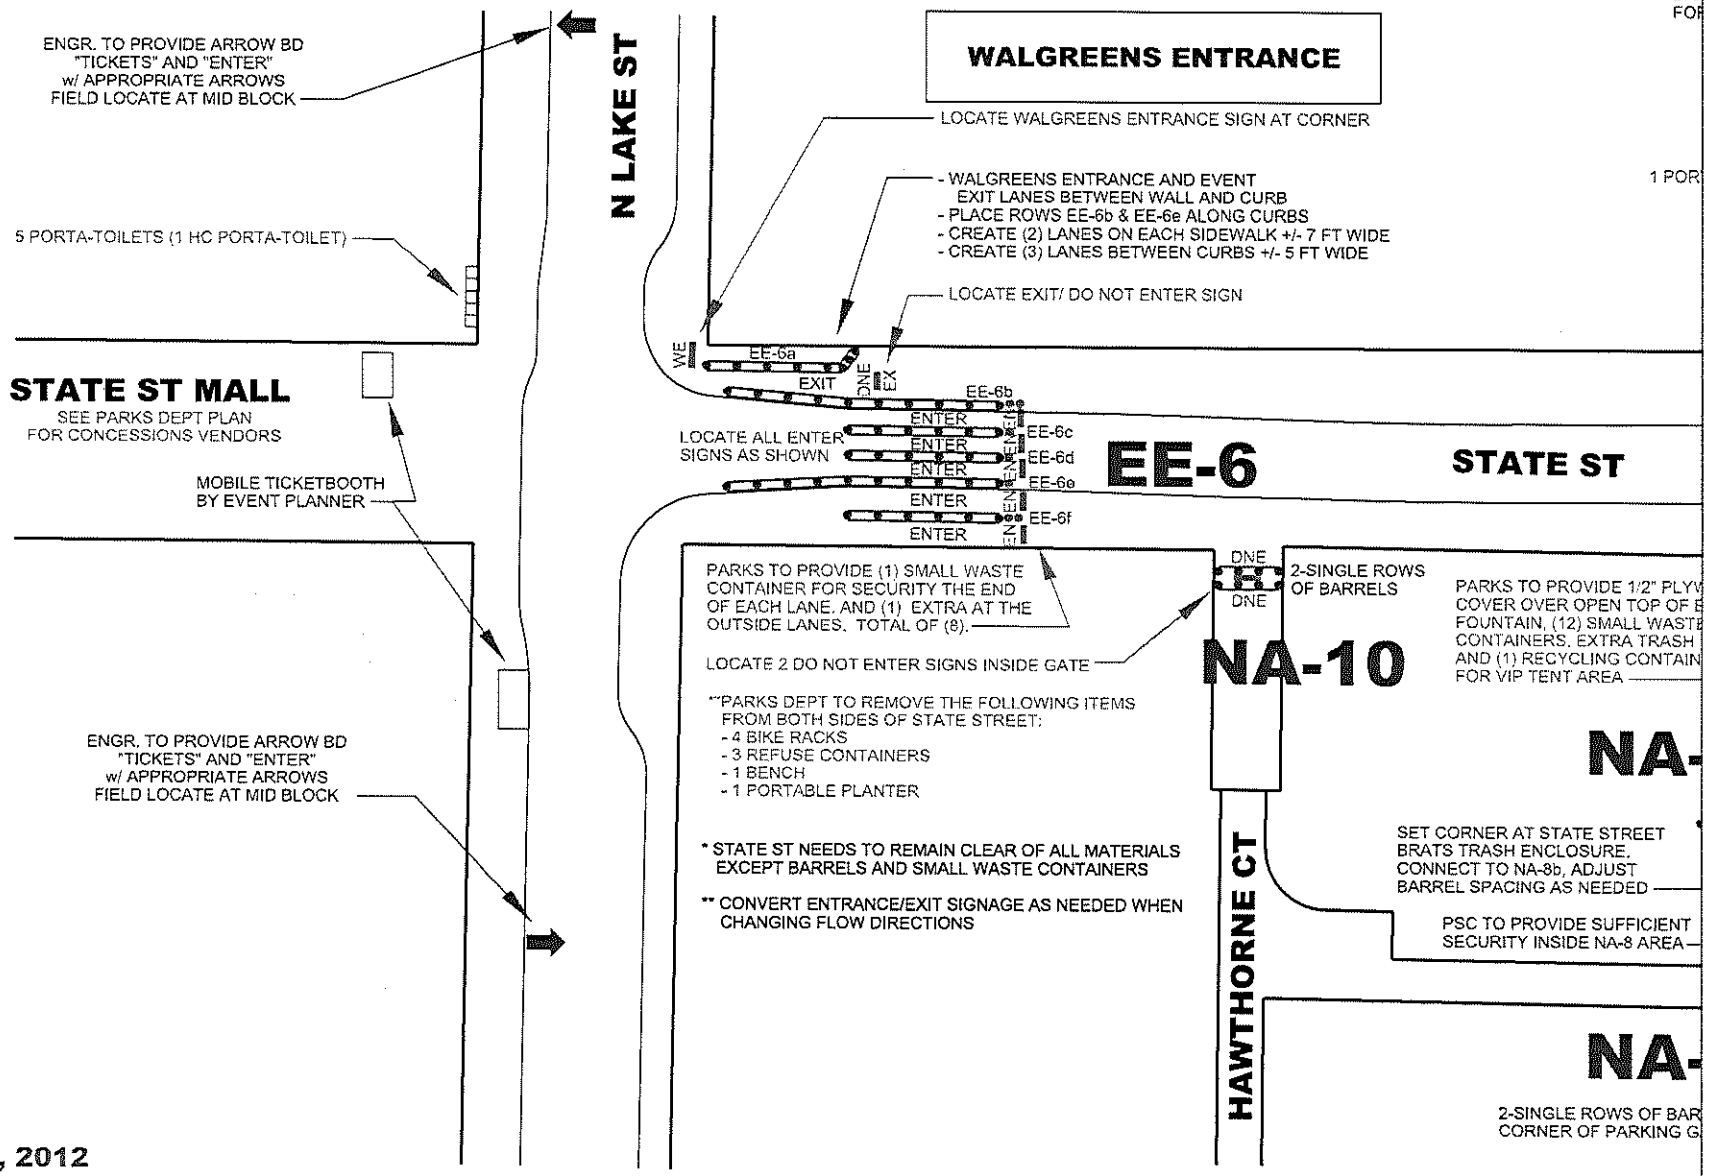 ENGR. TO PROVIDE ARROW BD
"TICKETS" AND "ENTER"
w/ APPROPRIATE ARROWS
FIELD LOCATE AT MID BLOCK
N LAKE ST
WALGREENS ENTRANCE
LOCATE WALGREENS ENTRANCE SIGN AT CORNER
- WALGREENS ENTRANCE AND EVENT
EXIT LANES BETWEEN WALL AND CURB
- PLACE ROWS EE-6b & EE-6e ALONG CURBS
- CREATE (2) LANES ON EACH SIDEWALK +/- 7 FT WIDE
- CREATE (3) LANES BETWEEN CURBS +/- 5 FT WIDE
1 POR
5 PORTA-TOILETS (1 HC PORTA-TOILET)
LOCATE EXIT/ DO NOT ENTER SIGN
WE
EE-6a
EXIT
DNE
EX
STATE ST MALL
SEE PARKS DEPT PLAN
FOR CONCESSIONS VENDORS
EE-6b
ENTER
EN
EE-6c
LOCATE ALL ENTER
SIGNS AS SHOWN
ENTER
EN
EE-6d
ENTER
EN
EE-6e
ENTER
EN
EE-6f
ENTER
EN
EE-6
STATE ST
MOBILE TICKETBOOTH
BY EVENT PLANNER
PARKS TO PROVIDE (1) SMALL WASTE
CONTAINER FOR SECURITY THE END
OF EACH LANE. AND (1) EXTRA AT THE
OUTSIDE LANES. TOTAL OF (8).
DNE
DNE
2-SINGLE ROWS
OF BARRELS
PARKS TO PROVIDE 1/2" PLYW
COVER OVER OPEN TOP OF
FOUNTAIN, (12) SMALL WASTE
CONTAINERS, EXTRA TRASH
AND (1) RECYCLING CONTAIN
FOR VIP TENT AREA
LOCATE 2 DO NOT ENTER SIGNS INSIDE GATE
NA-10
**PARKS DEPT TO REMOVE THE FOLLOWING ITEMS
FROM BOTH SIDES OF STATE STREET:
- 4 BIKE RACKS
- 3 REFUSE CONTAINERS
- 1 BENCH
- 1 PORTABLE PLANTER
ENGR. TO PROVIDE ARROW BD
"TICKETS" AND "ENTER"
w/ APPROPRIATE ARROWS
FIELD LOCATE AT MID BLOCK
NA-
* STATE ST NEEDS TO REMAIN CLEAR OF ALL MATERIALS
EXCEPT BARRELS AND SMALL WASTE CONTAINERS
** CONVERT ENTRANCE/EXIT SIGNAGE AS NEEDED WHEN
CHANGING FLOW DIRECTIONS
SET CORNER AT STATE STREET
BRATS TRASH ENCLOSURE.
CONNECT TO NA-8b, ADJUST
BARREL SPACING AS NEEDED
PSC TO PROVIDE SUFFICIENT
SECURITY INSIDE NA-8 AREA
HAWTHORNE CT
NA-
2-SINGLE ROWS OF BAR
CORNER OF PARKING G
, 2012